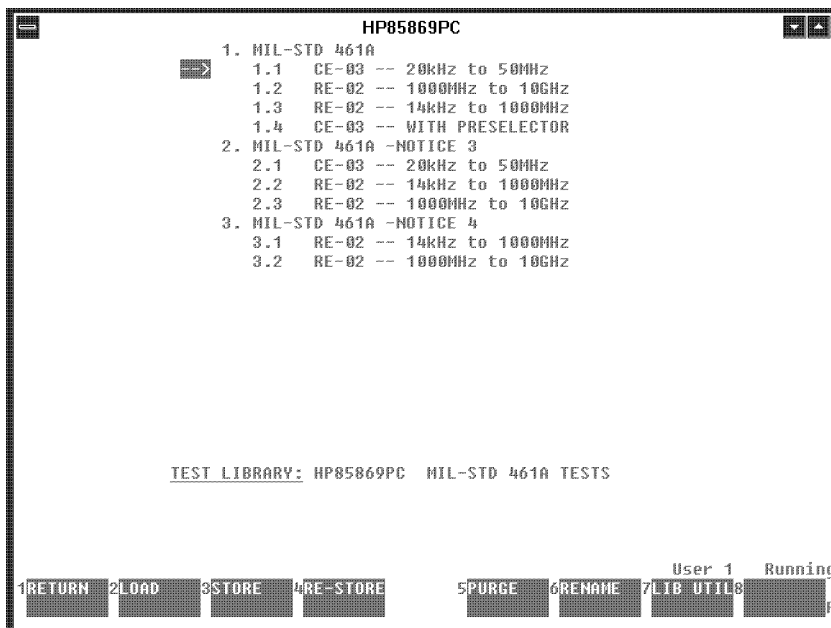 HP85869PC
1. MIL-STD 461A
--> 1.1 CE-03 -- 20kHz to 50MHz
1.2 RE-02 -- 1000MHz to 10GHz
1.3 RE-02 -- 14kHz to 1000MHz
1.4 CE-03 -- WITH PRESELECTOR
2. MIL-STD 461A -NOTICE 3
2.1 CE-03 -- 20kHz to 50MHz
2.2 RE-02 -- 14kHz to 1000MHz
2.3 RE-02 -- 1000MHz to 10GHz
3. MIL-STD 461A -NOTICE 4
3.1 RE-02 -- 14kHz to 1000MHz
3.2 RE-02 -- 1000MHz to 10GHz
TEST LIBRARY: HP85869PC MIL-STD 461A TESTS
User 1 Running
1RETURN 2LOAD 3STORE 4RE-STORE 5PURGE 6RENAME 7LIB UTIL8